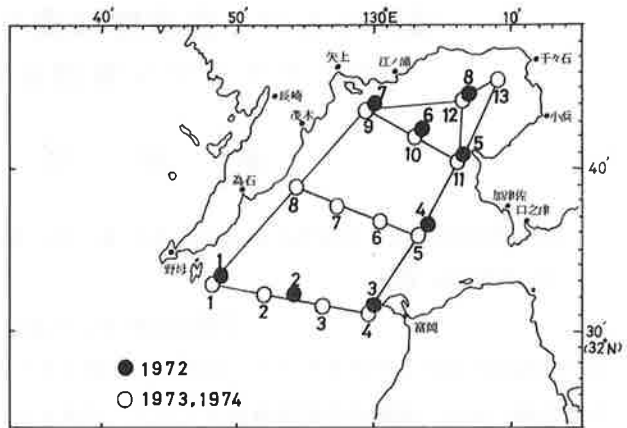 40′ 50′ 130°E 10′
矢上
江ノ浦
千々石
長崎
茂木
小浜
為石
加津佐
口之津
野母
富岡
7 8 13
12
9 6
10 5
11
8 7 6 5 4
1 2 3
1 2 3 4
40′
30′
(32°N)
● 1972
○ 1973,1974